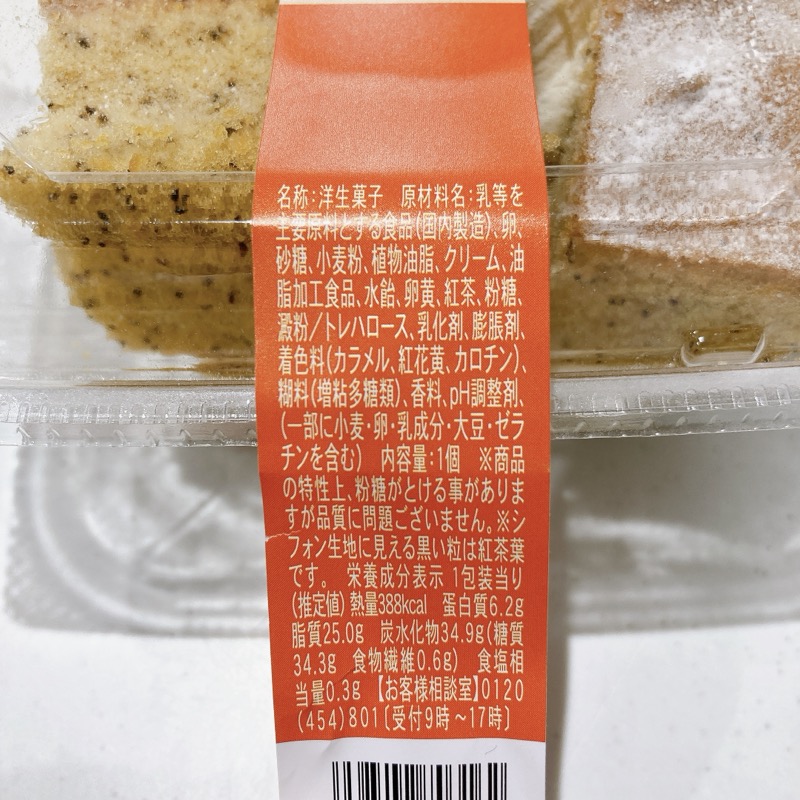 名称:洋生菓子　原材料名:乳等を
主要原料とする食品(国内製造)、卵、
砂糖、小麦粉、植物油脂、クリーム、油
脂加工食品、水飴、卵黄、紅茶、粉糖、
澱粉/トレハロース、乳化剤、膨脹剤、
着色料(カラメル、紅花黄、カロチン)、
糊料(増粘多糖類)、香料、pH調整剤、
(一部に小麦・卵・乳成分・大豆・ゼラ
チンを含む)　内容量:1個　※商品
の特性上、粉糖がとける事がありま
すが品質に問題ございません。※シ
フォン生地に見える黒い粒は紅茶葉
です。　栄養成分表示 1包装当り
(推定値)熱量388kcal　蛋白質6.2g
脂質25.0g　炭水化物34.9g(糖質
34.3g　食物繊維0.6g)　食塩相
当量0.3g 【お客様相談室】0120
(454)801〔受付9時～17時〕